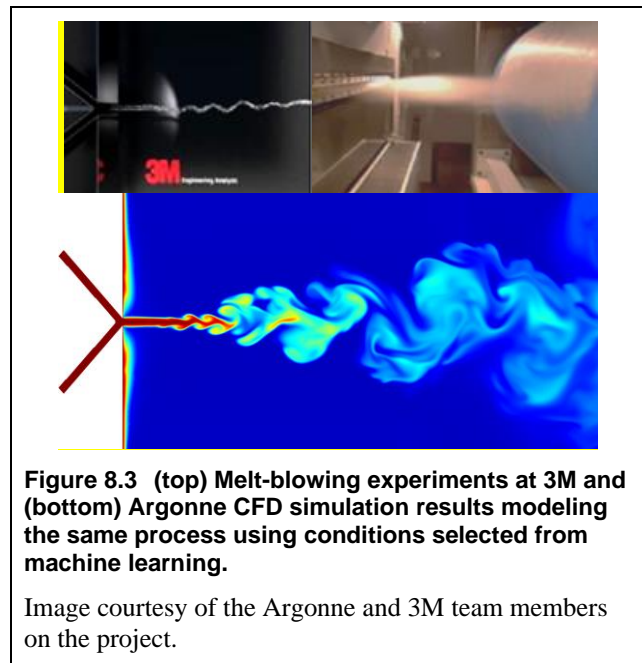 3M Engineering Analysis
Figure 8.3 (top) Melt-blowing experiments at 3M and
(bottom) Argonne CFD simulation results modeling
the same process using conditions selected from
machine learning.
Image courtesy of the Argonne and 3M team members
on the project.